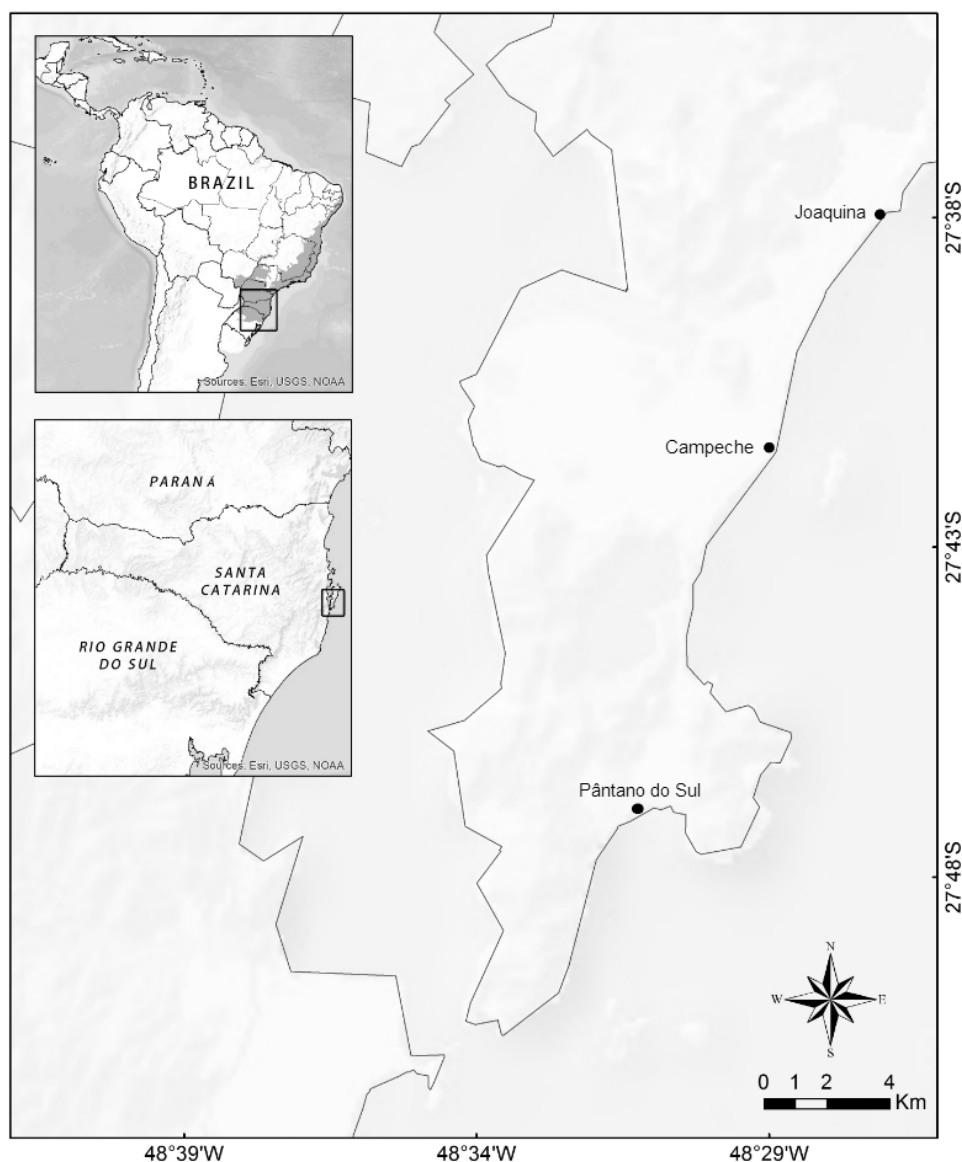 BRAZIL
Sources. Esri, USGS, NOAA
PARANÁ
SANTA
CATARINA
RIO GRANDE
DO SUL
Sources. Esri, USGS, NOAA
Joaquina
Campeche
Pântano do Sul
27°38'S
27°43'S
27°48'S
N
W
E
S
0 1 2 4
Km
48°39'W
48°34'W
48°29'W